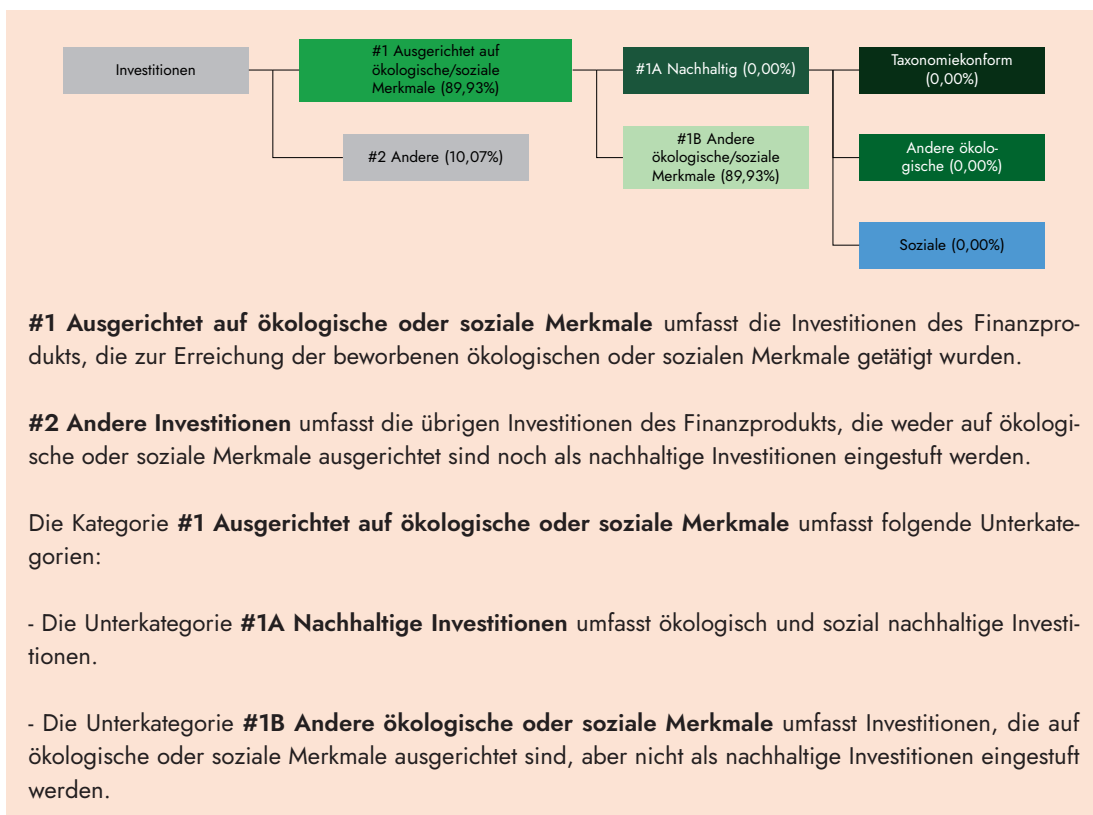 Investitionen
#1 Ausgerichtet auf
ökologische/soziale
Merkmale (89,93%)
#1A Nachhaltig (0,00%)
Taxonomiekonform
(0,00%)
#2 Andere (10,07%)
#1B Andere
ökologische/soziale
Merkmale (89,93%)
Andere ökolo-
gische (0,00%)
Soziale (0,00%)
#1 Ausgerichtet auf ökologische oder soziale Merkmale umfasst die Investitionen des Finanzpro-
dukts, die zur Erreichung der beworbenen ökologischen oder sozialen Merkmale getätigt wurden.
#2 Andere Investitionen umfasst die übrigen Investitionen des Finanzprodukts, die weder auf ökologi-
sche oder soziale Merkmale ausgerichtet sind noch als nachhaltige Investitionen eingestuft werden.
Die Kategorie #1 Ausgerichtet auf ökologische oder soziale Merkmale umfasst folgende Unterkate-
gorien:
- Die Unterkategorie #1A Nachhaltige Investitionen umfasst ökologisch und sozial nachhaltige Investi-
tionen.
- Die Unterkategorie #1B Andere ökologische oder soziale Merkmale umfasst Investitionen, die auf
ökologische oder soziale Merkmale ausgerichtet sind, aber nicht als nachhaltige Investitionen eingestuft
werden.